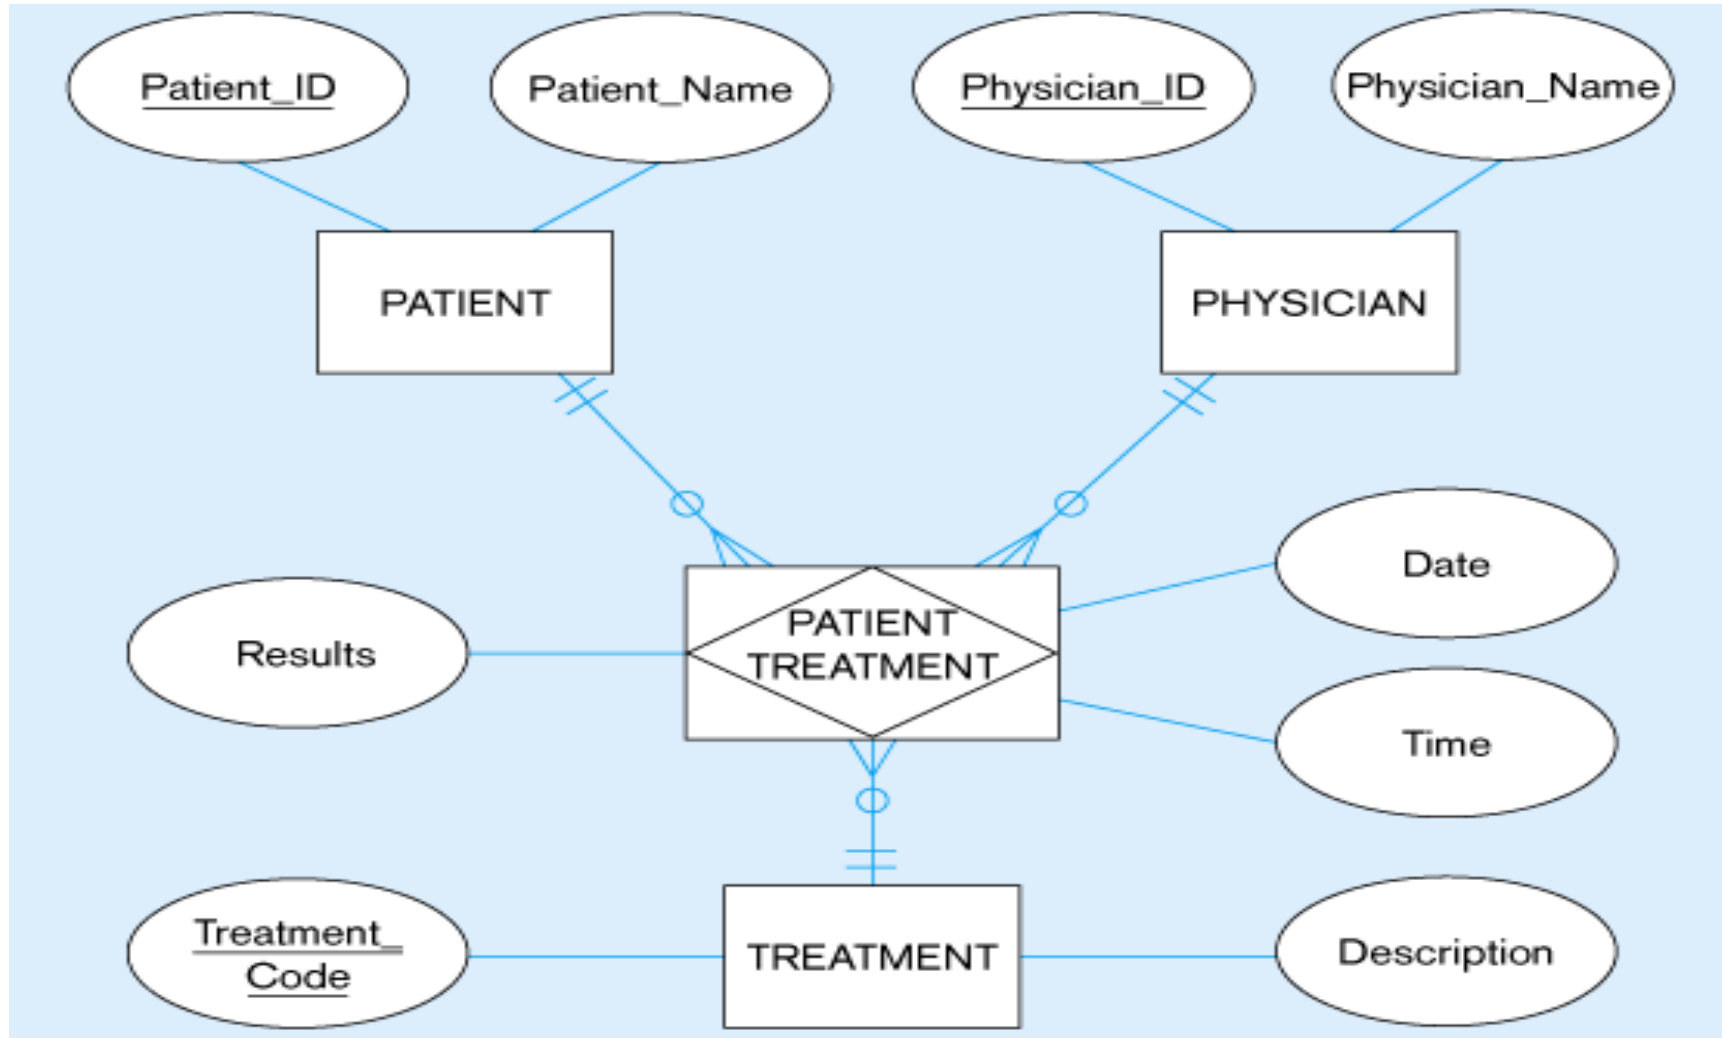 Patient_ID
Patient_Name
Physician_ID
Physician_Name
PATIENT
PHYSICIAN
Date
PATIENT
TREATMENT
Results
Time
Treatment_
Code
TREATMENT
Description